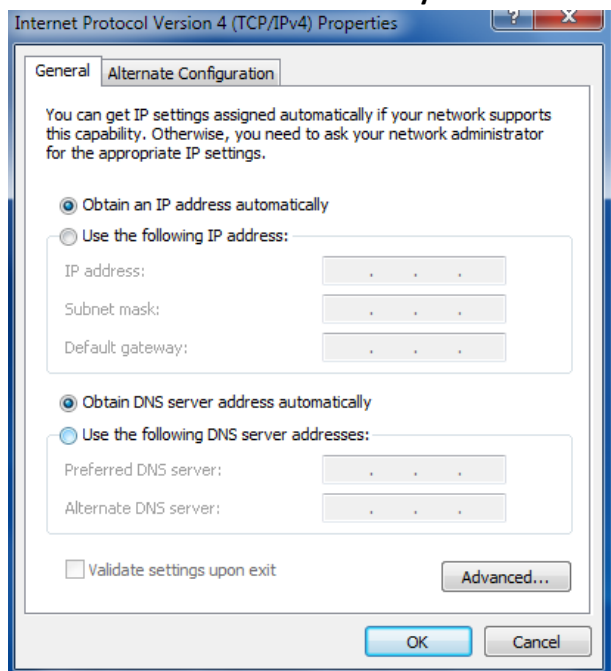 Internet Protocol Version 4 (TCP/IPv4) Properties
General
Alternate Configuration
You can get IP settings assigned automatically if your network supports
this capability. Otherwise, you need to ask your network administrator
for the appropriate IP settings.
Obtain an IP address automatically
Use the following IP address:
IP address:
Subnet mask:
Default gateway:
Obtain DNS server address automatically
Use the following DNS server addresses:
Preferred DNS server:
Alternate DNS server:
Validate settings upon exit
Advanced...
OK
Cancel